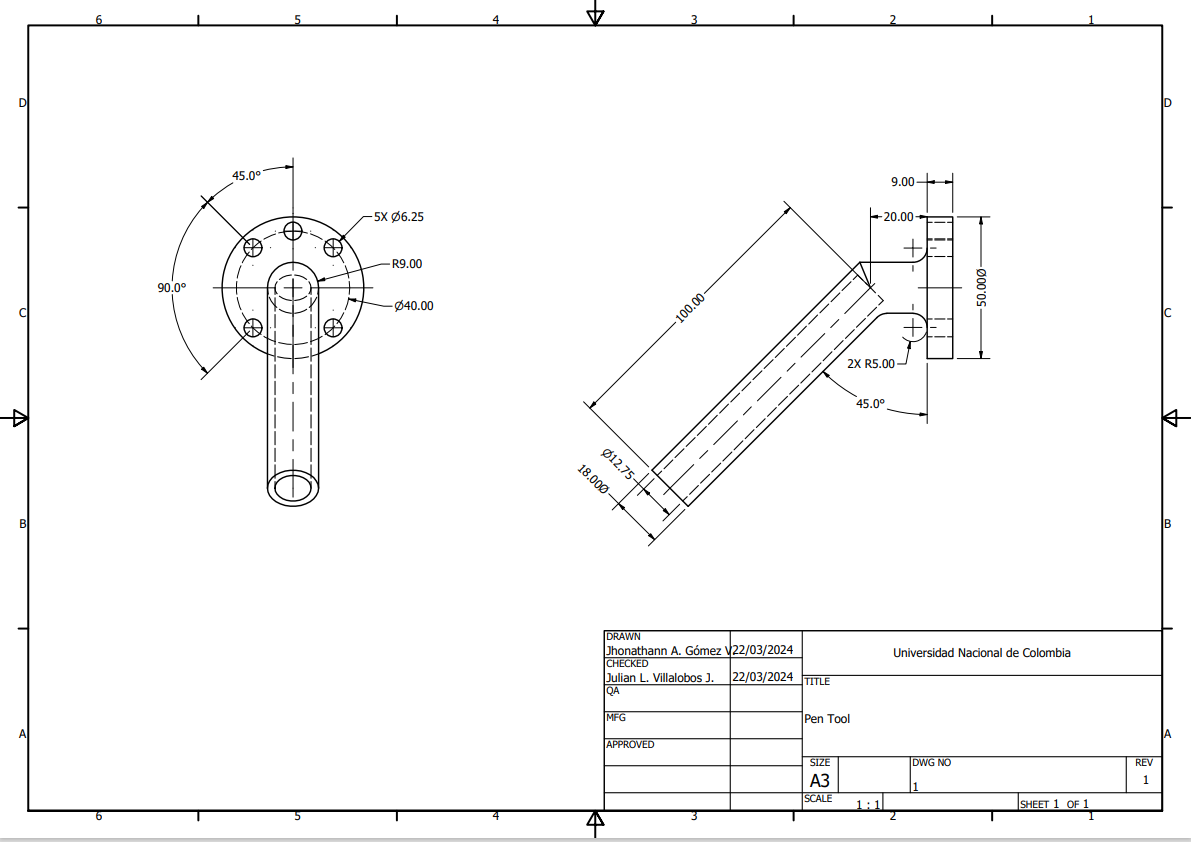 6 5 4 3 2 1
D D
45.0°
5X Ø6.25
9.00
20.00
R9.00
90.0°
Ø40.00
50.00Ø
100.00
C C
2X R5.00
45.0°
Ø12.75
18.00Ø
B B
DRAWN
Jhonathann A. Gómez V. 22/03/2024
Universidad Nacional de Colombia
CHECKED
Julian L. Villalobos J. 22/03/2024
TITLE
QA
MFG
Pen Tool
A A
APPROVED
SIZE DWG NO REV
A3 1 1
SCALE 1 : 1 SHEET 1 OF 1
6 5 4 3 2 1